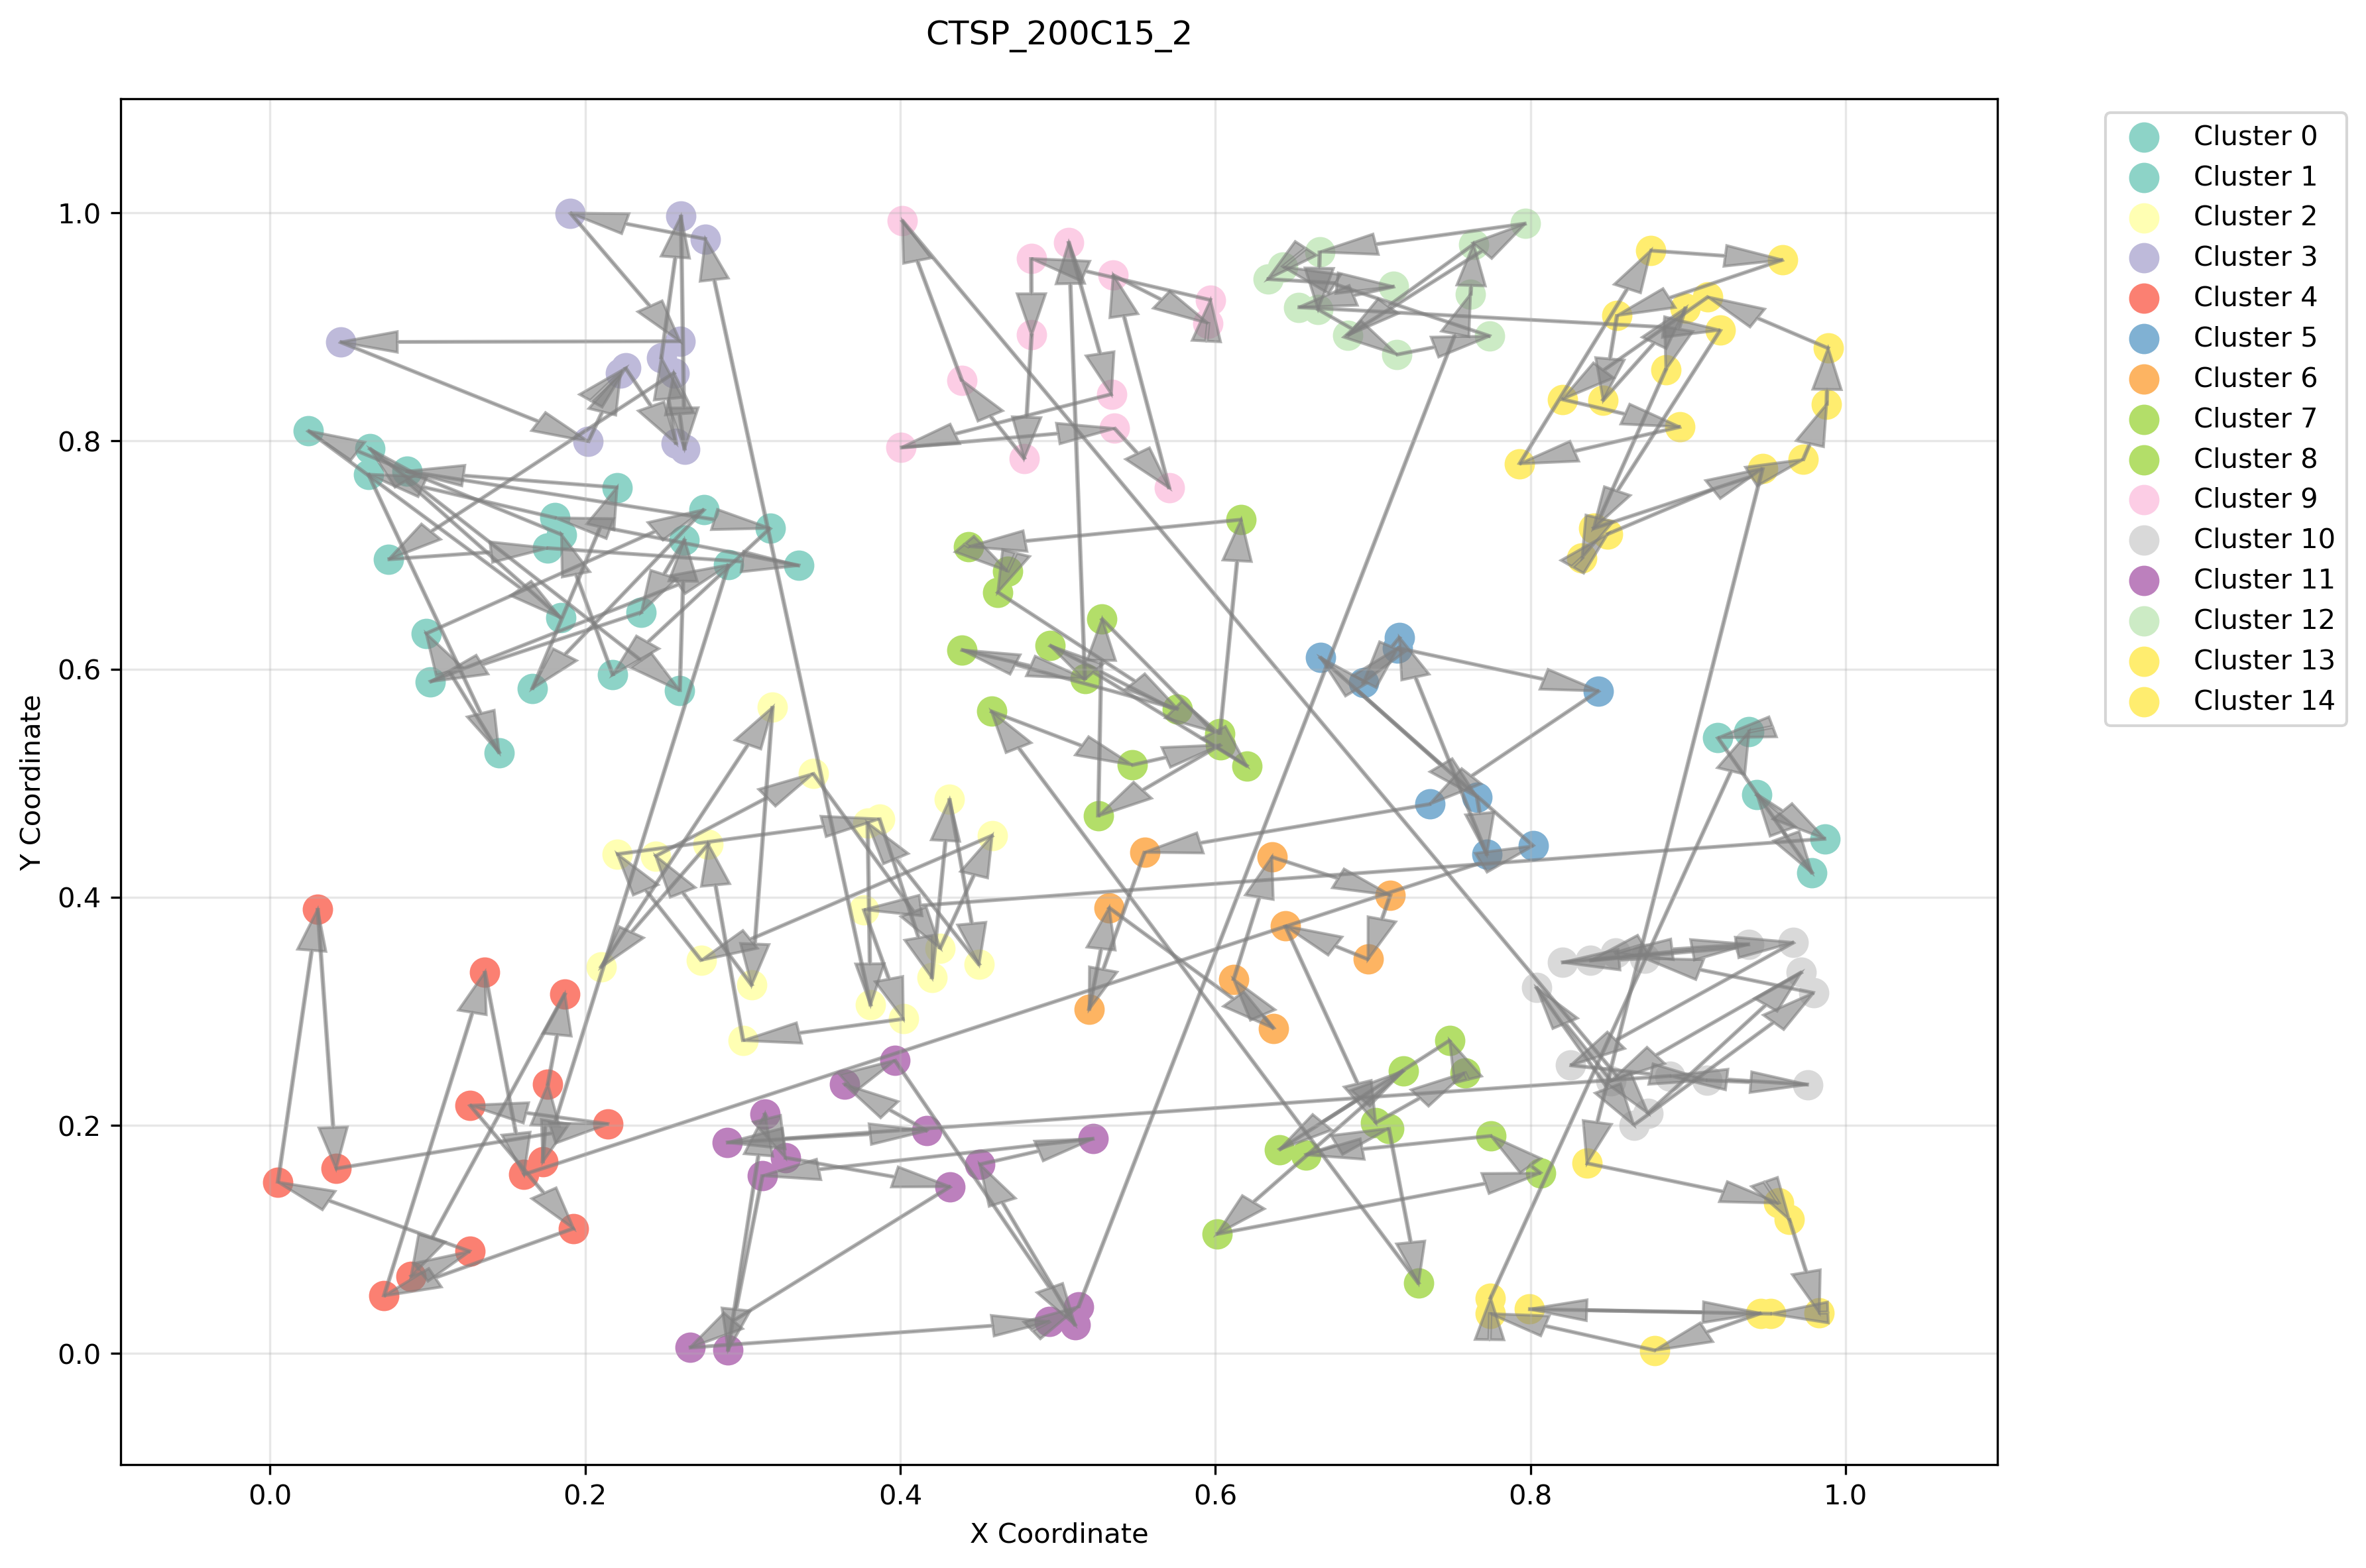 CTSP_200C15_2
Y Coordinate
1.0
0.8
0.6
0.4
0.2
0.0
0.0 0.2 0.4 0.6 0.8 1.0
X Coordinate
Cluster 0
Cluster 1
Cluster 2
Cluster 3
Cluster 4
Cluster 5
Cluster 6
Cluster 7
Cluster 8
Cluster 9
Cluster 10
Cluster 11
Cluster 12
Cluster 13
Cluster 14